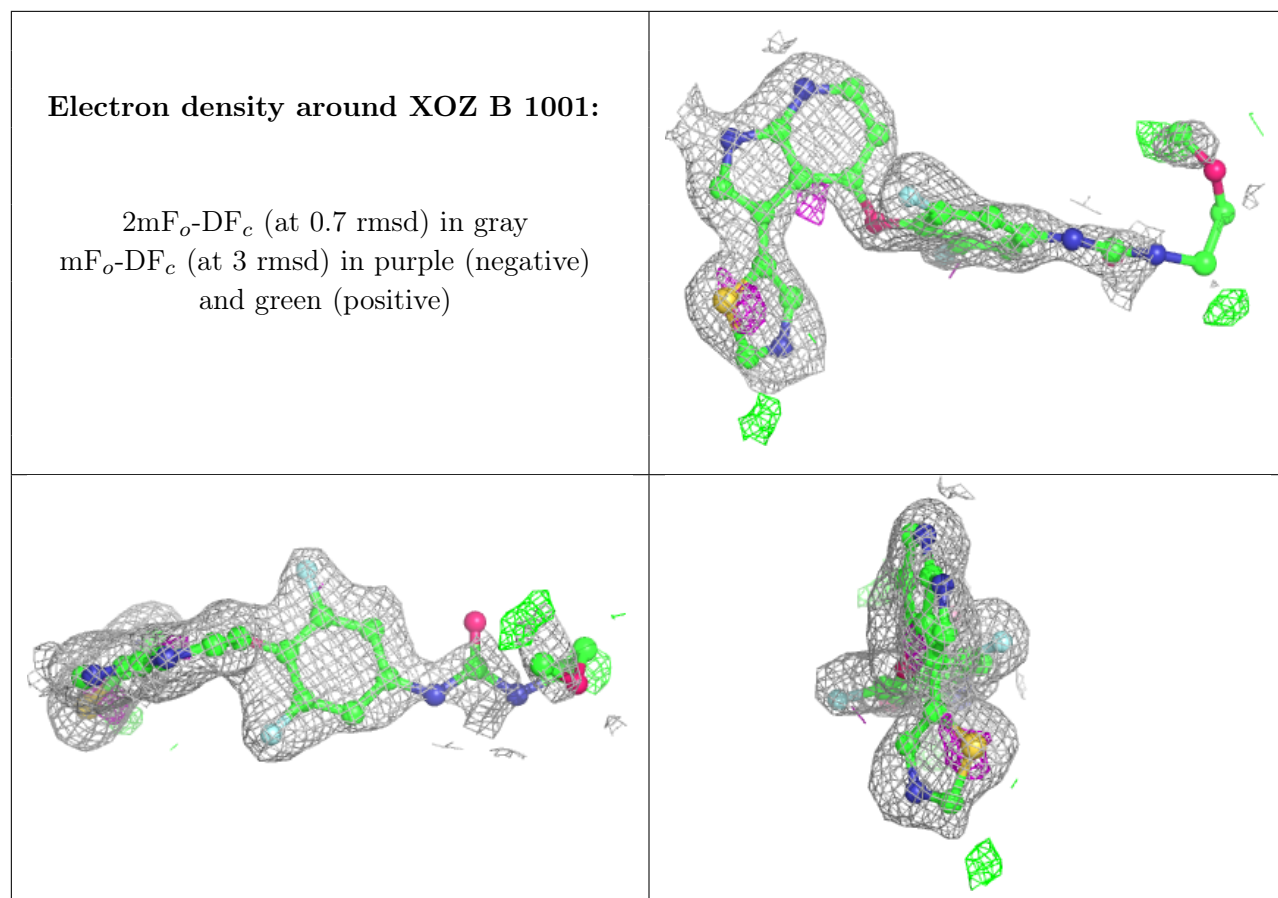 Electron density around XOZ B 1001:
2mFₒ-DF𝒸 (at 0.7 rmsd) in gray
mFₒ-DF𝒸 (at 3 rmsd) in purple (negative)
and green (positive)